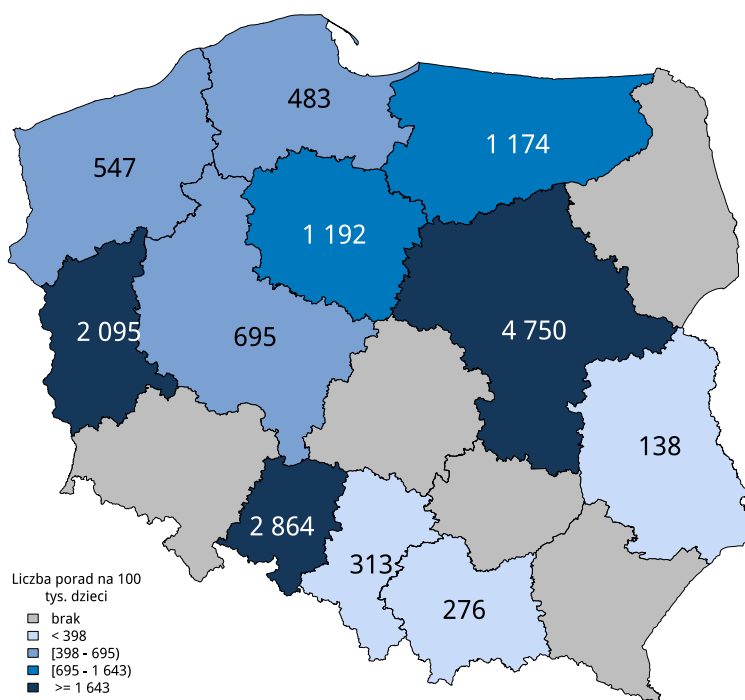 483
1 174
547
1 192
2 095
695
4 750
138
2 864
313
276
Liczba porad na 100
tys. dzieci
brak
< 398
[398 - 695)
[695 - 1 643)
>= 1 643